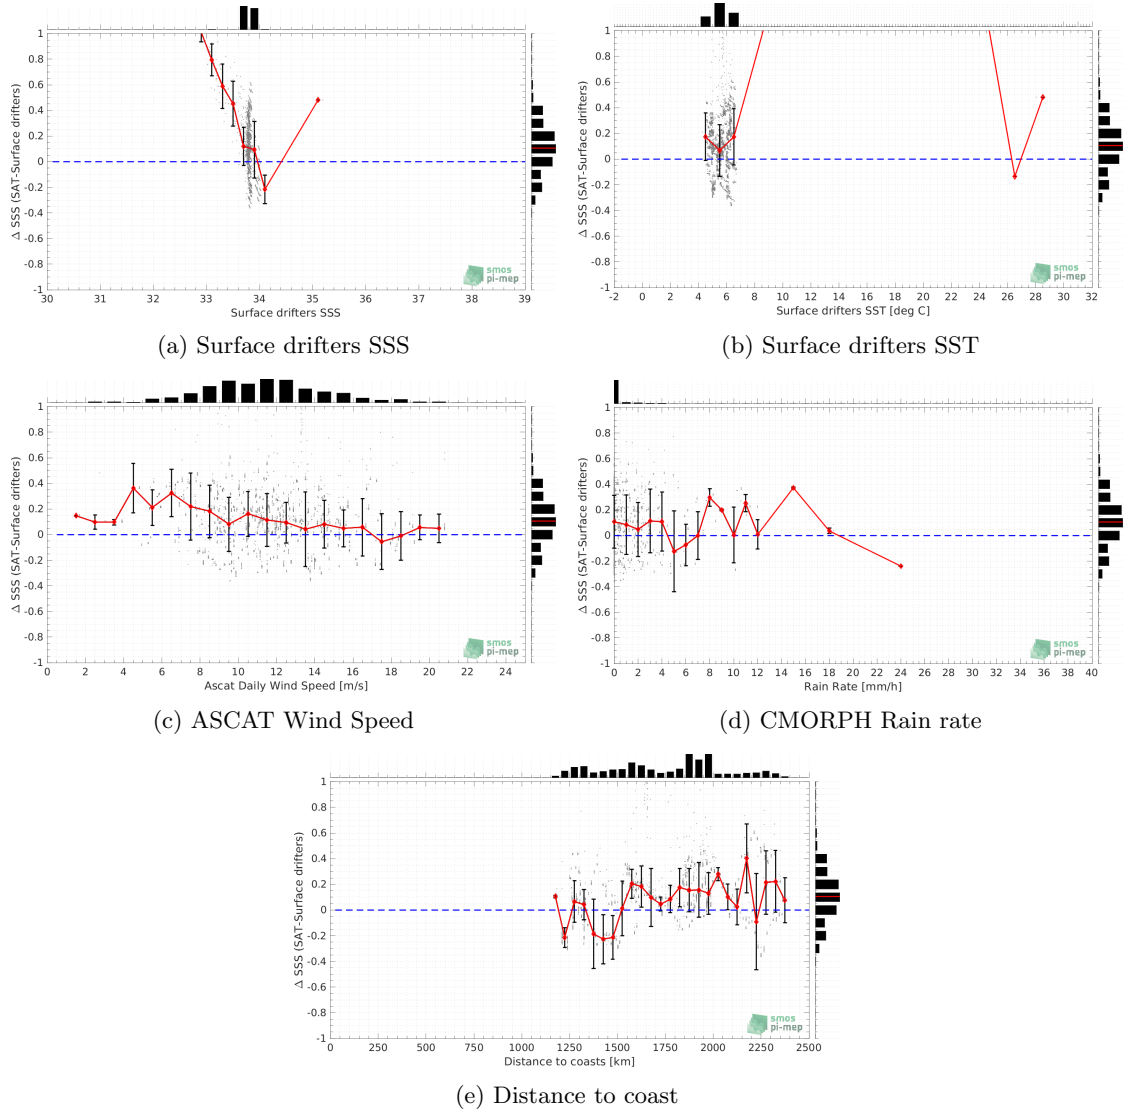 1
0.8
0.6
0.4
0.2
0
-0.2
-0.4
-0.6
-0.8
-1
Δ SSS (SAT-Surface drifters)
30 31 32 33 34 35 36 37 38 39
Surface drifters SSS
smos
pi-mep
(a) Surface drifters SSS
1
0.8
0.6
0.4
0.2
0
-0.2
-0.4
-0.6
-0.8
-1
Δ SSS (SAT-Surface drifters)
-2 0 2 4 6 8 10 12 14 16 18 20 22 24 26 28 30 32
Surface drifters SST [deg C]
smos
pi-mep
(b) Surface drifters SST
1
0.8
0.6
0.4
0.2
0
-0.2
-0.4
-0.6
-0.8
-1
Δ SSS (SAT-Surface drifters)
0 2 4 6 8 10 12 14 16 18 20 22 24
Ascat Daily Wind Speed [m/s]
smos
pi-mep
(c) ASCAT Wind Speed
1
0.8
0.6
0.4
0.2
0
-0.2
-0.4
-0.6
-0.8
-1
Δ SSS (SAT-Surface drifters)
0 2 4 6 8 10 12 14 16 18 20 22 24 26 28 30 32 34 36 38 40
Rain Rate [mm/h]
smos
pi-mep
(d) CMORPH Rain rate
1
0.8
0.6
0.4
0.2
0
-0.2
-0.4
-0.6
-0.8
-1
Δ SSS (SAT-Surface drifters)
0 250 500 750 1000 1250 1500 1750 2000 2250 2500
Distance to coasts [km]
smos
pi-mep
(e) Distance to coast